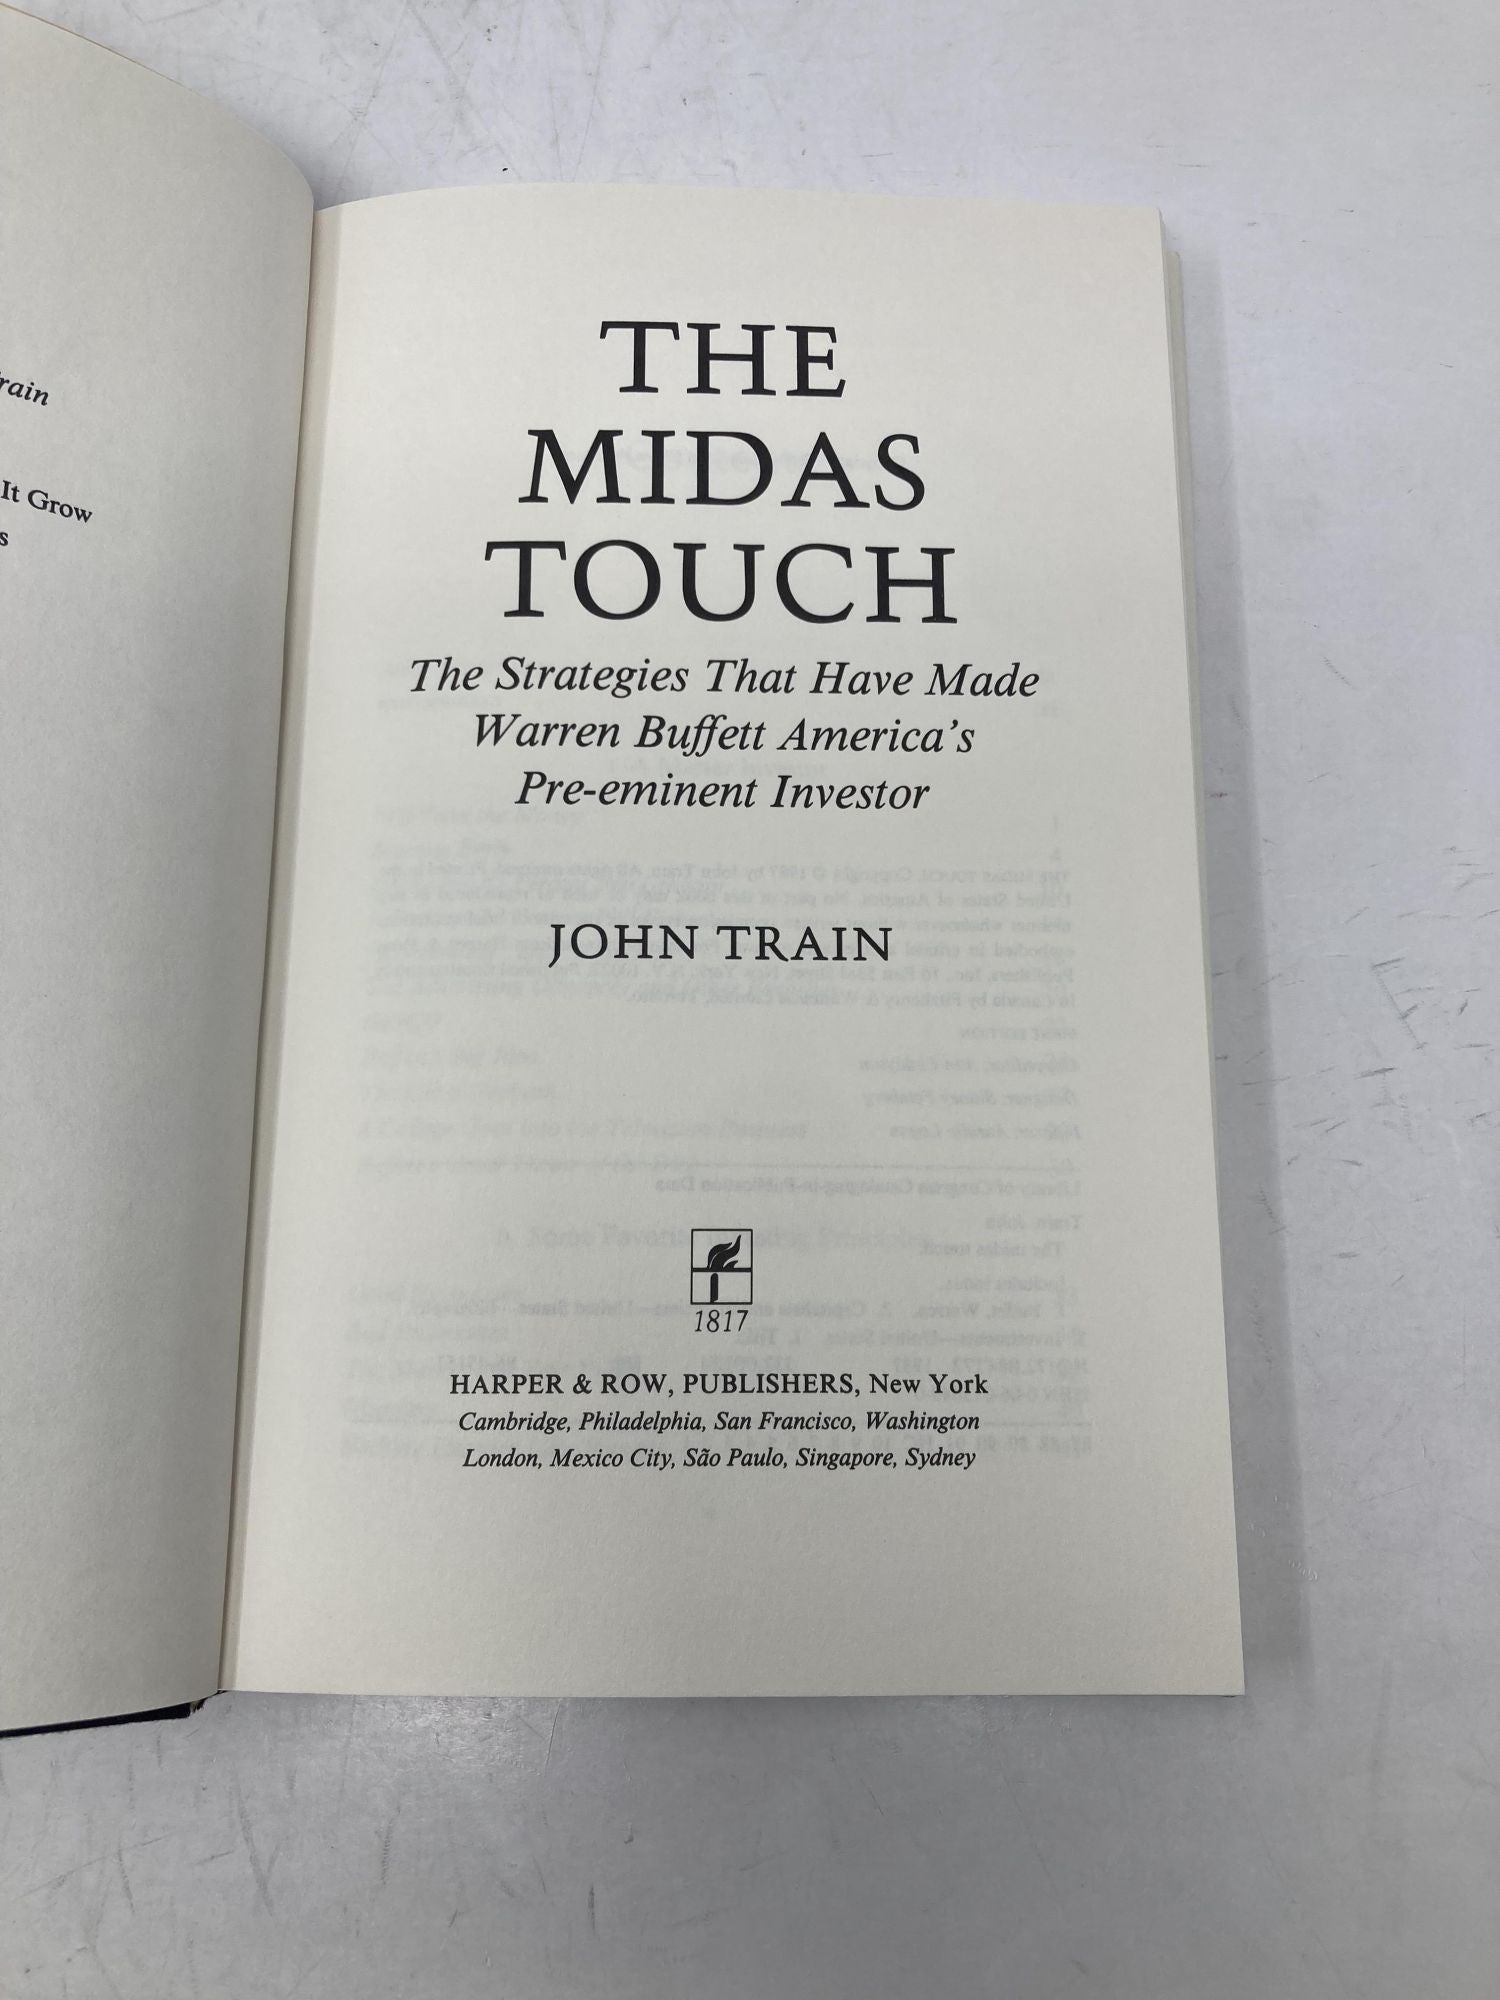 rain
It Grow
s
THE
MIDAS
TOUCH
The Strategies That Have Made
Warren Buffett America's
Pre-eminent Investor
JOHN TRAIN
1817
HARPER & ROW, PUBLISHERS, New York
Cambridge, Philadelphia, San Francisco, Washington
London, Mexico City, São Paulo, Singapore, Sydney